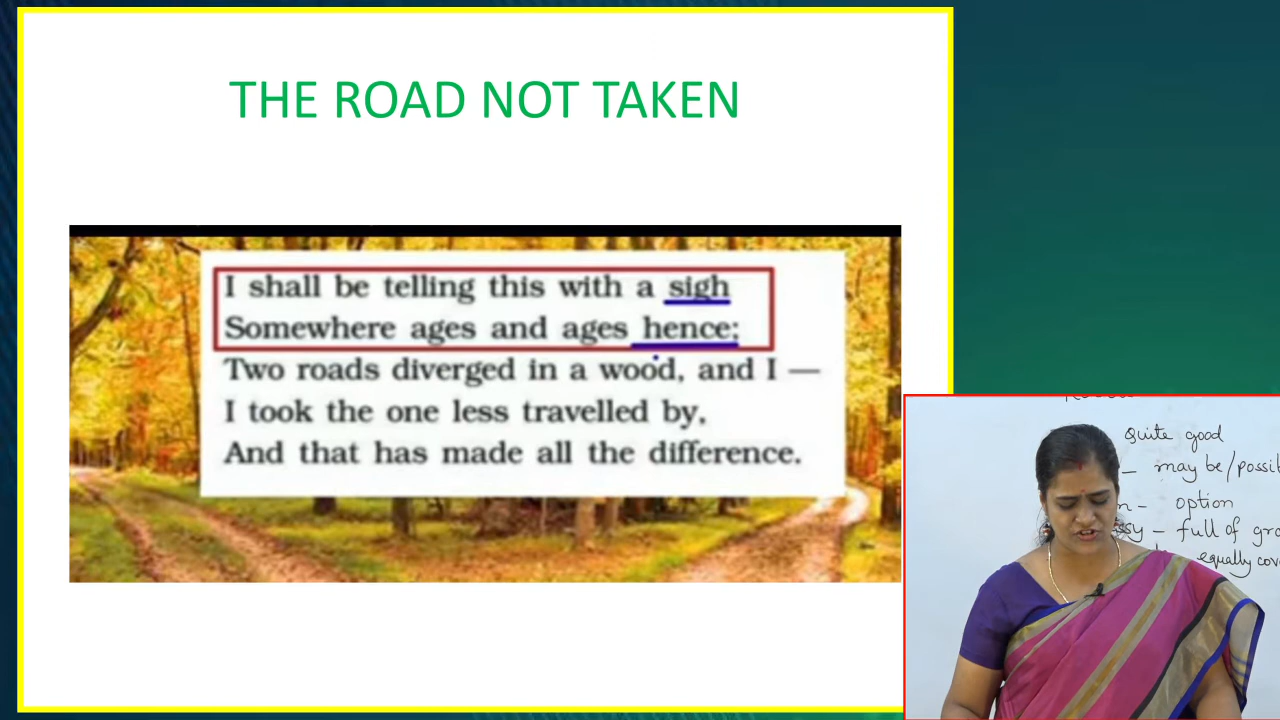 THE ROAD NOT TAKEN
I shall be telling this with a sigh
Somewhere ages and ages hence;
Two roads diverged in a wood, and I —
I took the one less travelled by,
And that has made all the difference.
Quite good
— may be/possi
— option
— full of
equally